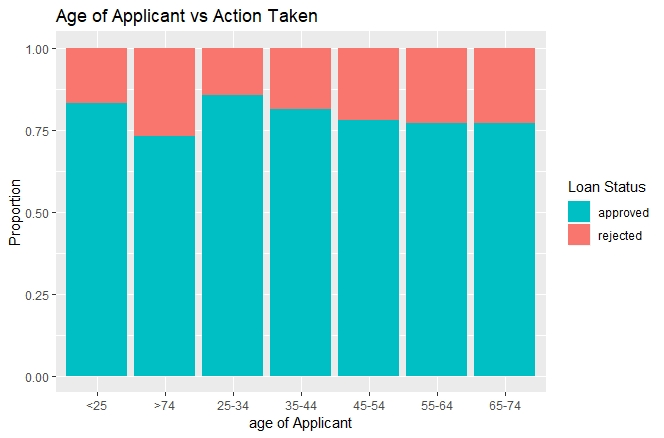 Age of Applicant vs Action Taken
1.00
0.75
0.50
0.25
0.00
Proportion
<25 >74 25-34 35-44 45-54 55-64 65-74
age of Applicant
Loan Status
approved
rejected